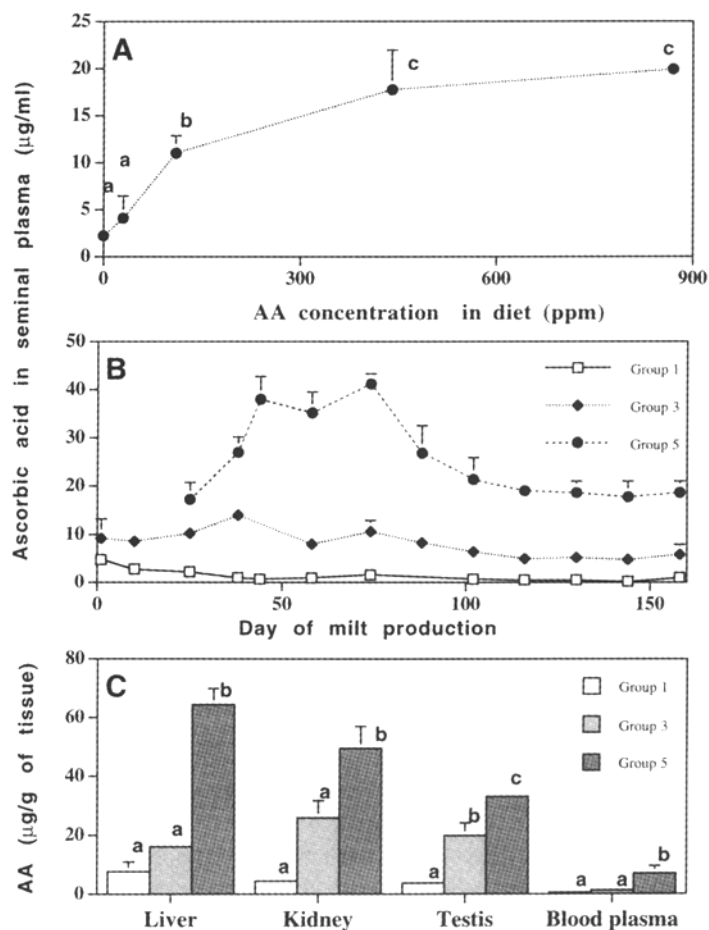 Ascorbic acid in seminal plasma (µg/ml)
A
25
20
15
10
5
0
a
a
b
c
c
0 300 600 900
AA concentration in diet (ppm)
B
50
40
30
20
10
0
Group 1
Group 3
Group 5
0 50 100 150
Day of milt production
C
AA (µg/g of tissue)
80
60
40
20
0
Group 1
Group 3
Group 5
a a b
a a b
a b c
a a b
Liver Kidney Testis Blood plasma